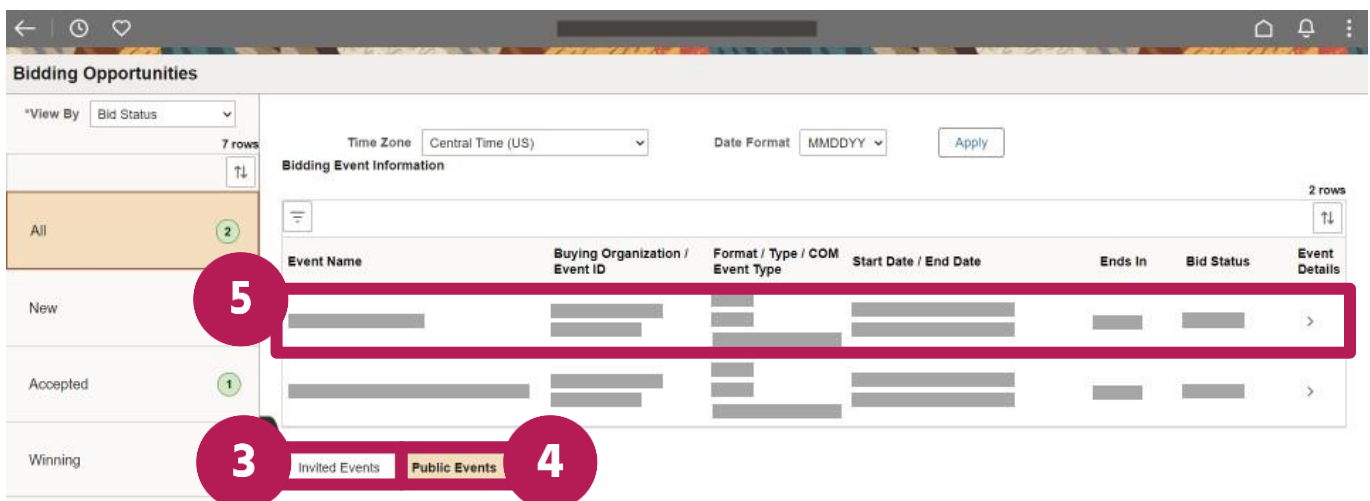 Bidding Opportunities
*View By Bid Status
7 rows
All 2
New
Accepted 1
Winning
Time Zone Central Time (US) Date Format MMDDYY Apply
Bidding Event Information
2 rows
Event Name
Buying Organization /
Event ID
Format / Type / COM
Event Type
Start Date / End Date
Ends In
Bid Status
Event
Details
5
3
Invited Events
Public Events
4